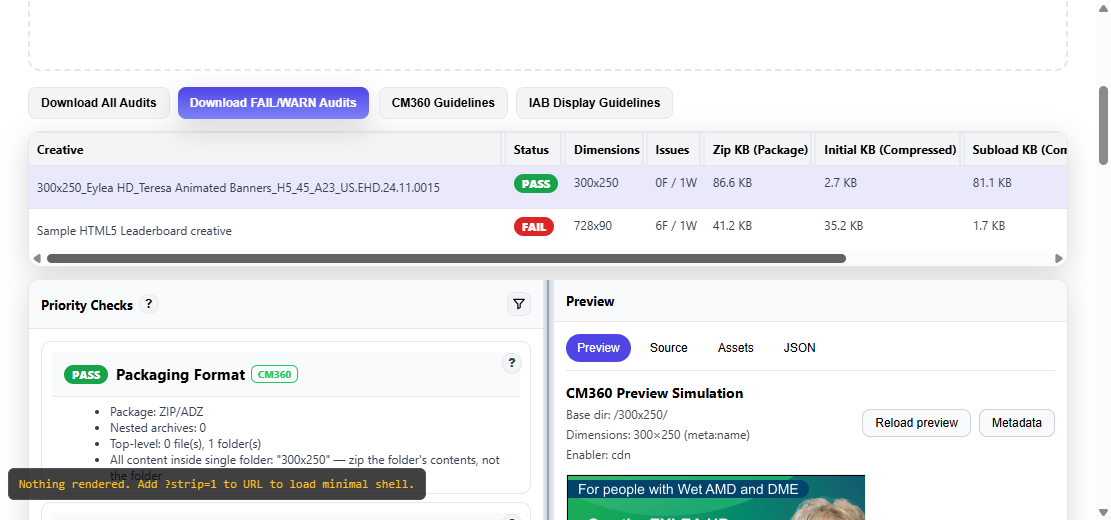 Download All Audits
Download FAIL/WARN Audits
CM360 Guidelines
IAB Display Guidelines
Creative Status Dimensions Issues Zip KB (Package) Initial KB (Compressed) Subload KB (Com
300x250_Eylea HD_Teresa Animated Banners_H5_45_A23_US.EHD.24.11.0015 PASS 300x250 0F / 1W 86.6 KB 2.7 KB 81.1 KB
Sample HTML5 Leaderboard creative FAIL 728x90 6F / 1W 41.2 KB 35.2 KB 1.7 KB
Priority Checks ?
PASS Packaging Format CM360 ?
• Package: ZIP/ADZ
• Nested archives: 0
• Top-level: 0 file(s), 1 folder(s)
• All content inside single folder: "300x250" — zip the folder's contents, not
the folder
Nothing rendered. Add ?strip=1 to URL to load minimal shell.
Preview
Preview Source Assets JSON
CM360 Preview Simulation
Base dir: /300x250/
Dimensions: 300×250 (meta:name)
Enabler: cdn
Reload preview
Metadata
For people with Wet AMD and DME